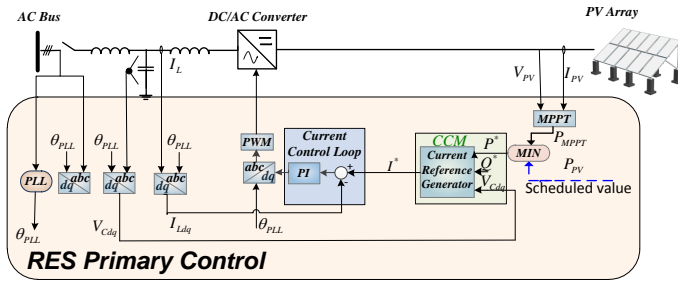 AC Bus
DC/AC Converter
PV Array
I_L
V_PV
I_PV
MPPT
P_MPPT
MIN
P_PV
Scheduled value
CCM
Current
Reference
Generator
P*
Q*
V_Cdq
I*
Current
Control Loop
PI
+
-
PWM
abc
dq
θ_PLL
θ_PLL
θ_PLL
θ_PLL
PLL
abc
dq
abc
dq
abc
dq
θ_PLL
V_Cdq
I_Ldq
RES Primary Control